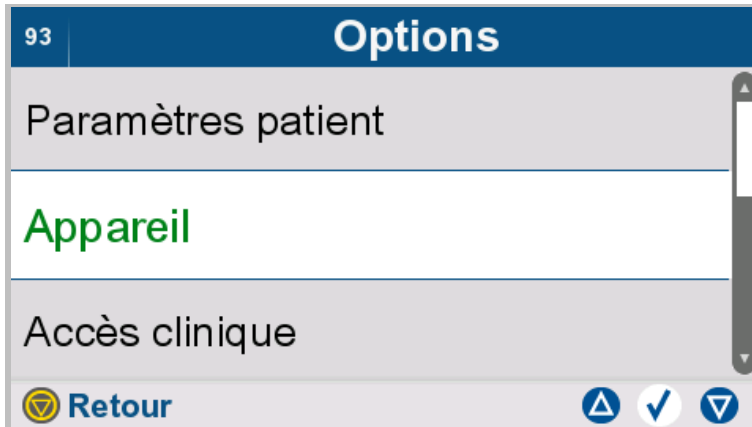 93
Options
Paramètres patient
Appareil
Accès clinique
Retour